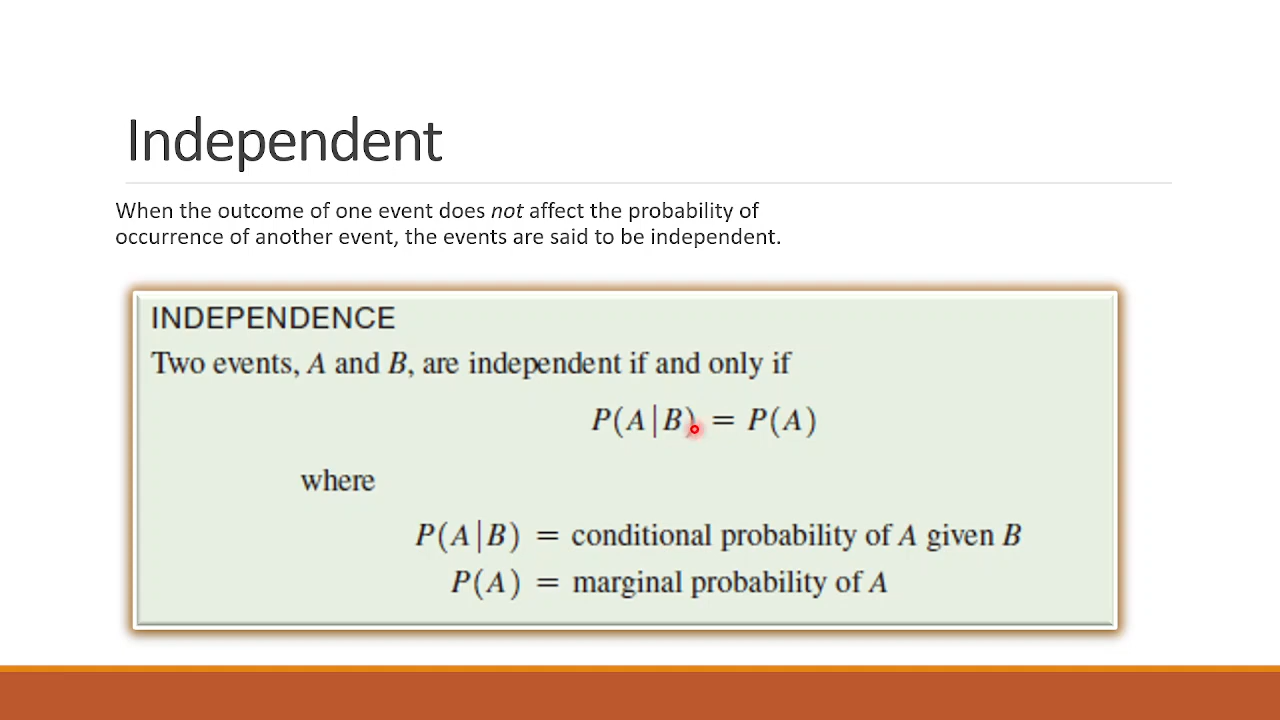 Independent
When the outcome of one event does not affect the probability of
occurrence of another event, the events are said to be independent.
INDEPENDENCE
Two events, A and B, are independent if and only if
P(A|B) = P(A)
where
P(A|B) = conditional probability of A given B
P(A) = marginal probability of A